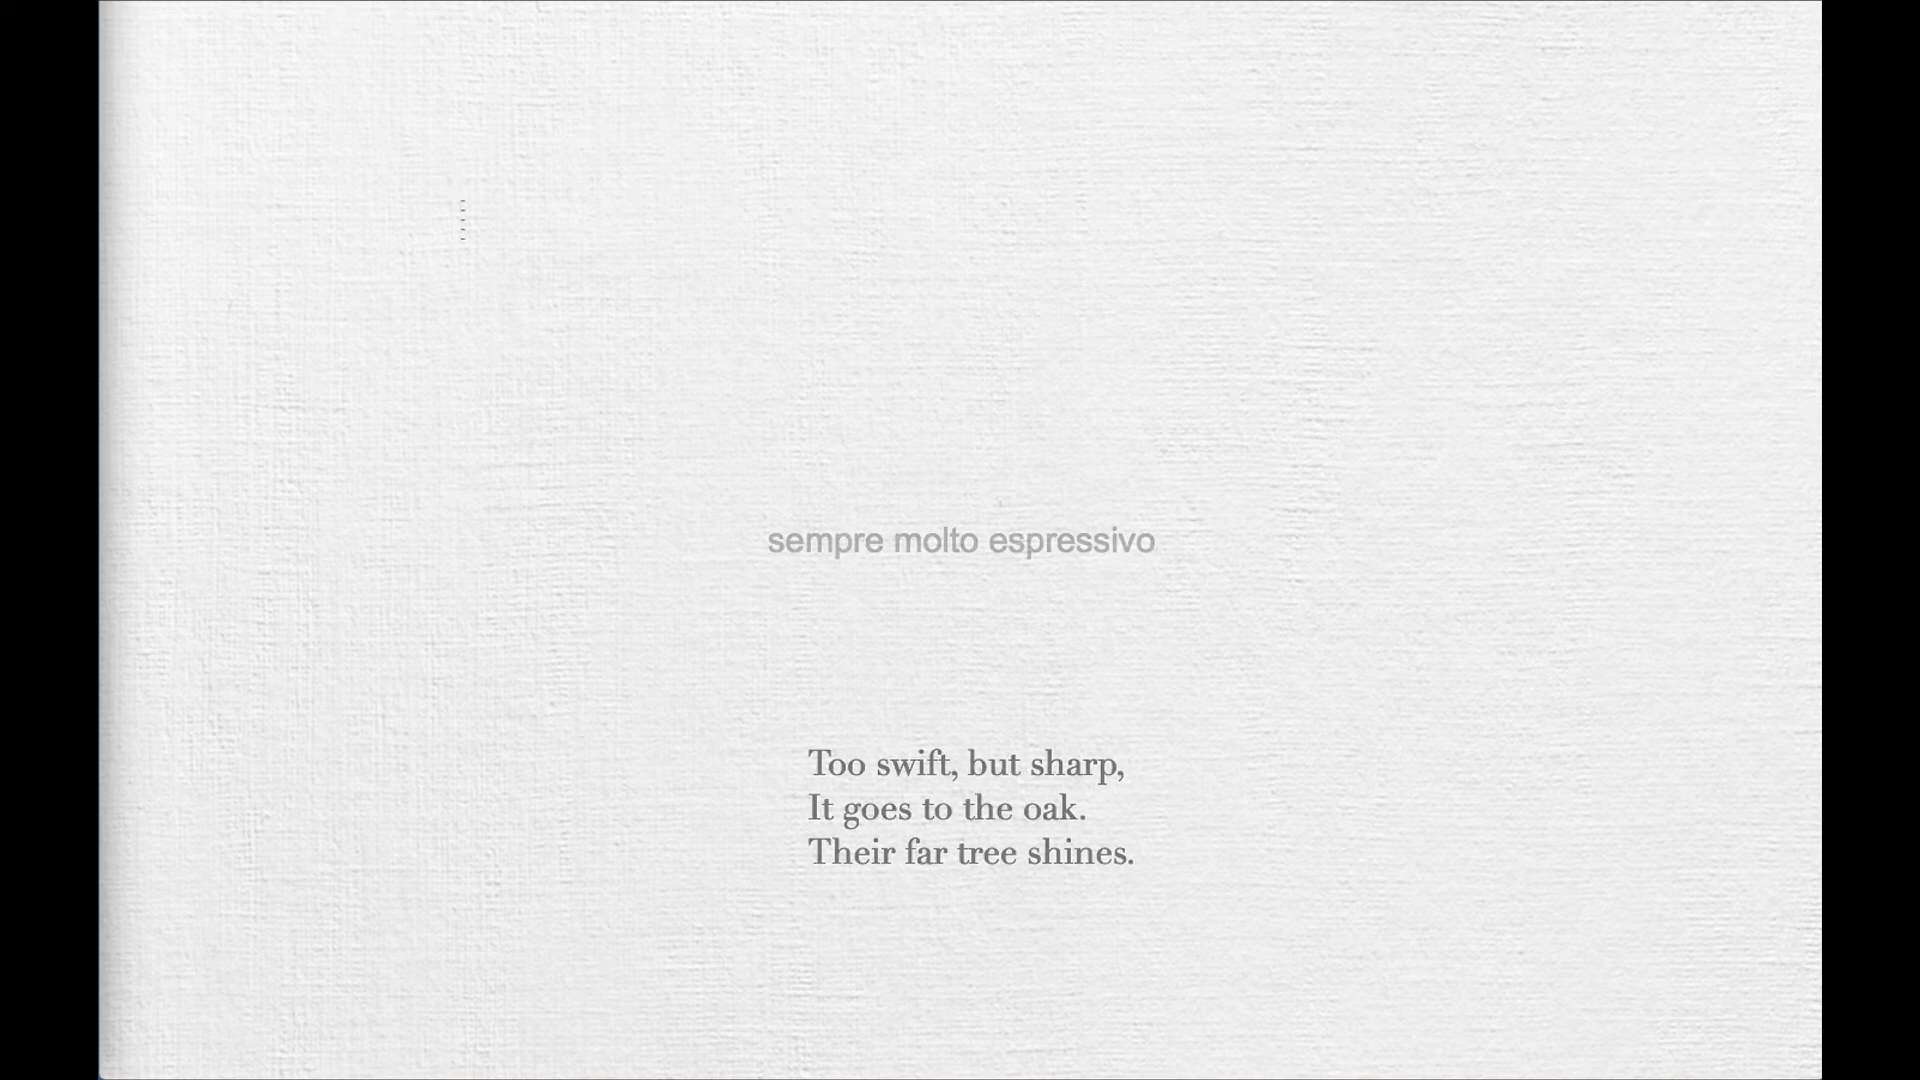 sempre molto espressivo
Too swift, but sharp,
It goes to the oak.
Their far tree shines.